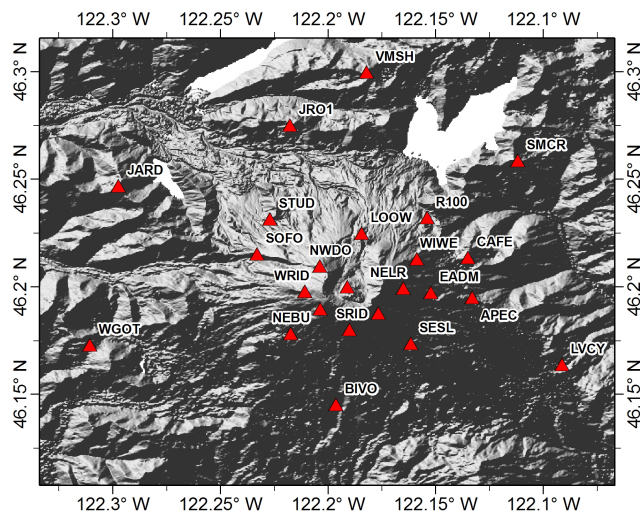 122.3° W 122.25° W 122.2° W 122.15° W 122.1° W
46.3° N
46.3° N
VMSH
JRO1
SMCR
JARD
46.25° N
46.25° N
STUD
R100
LOOW
SOFO
WIWE
CAFE
NWDO
WRID
NELR
EADM
46.2° N
46.2° N
NEBU
SRID
APEC
WGOT
SESL
LVCY
BIVO
46.15° N
46.15° N
122.3° W 122.25° W 122.2° W 122.15° W 122.1° W